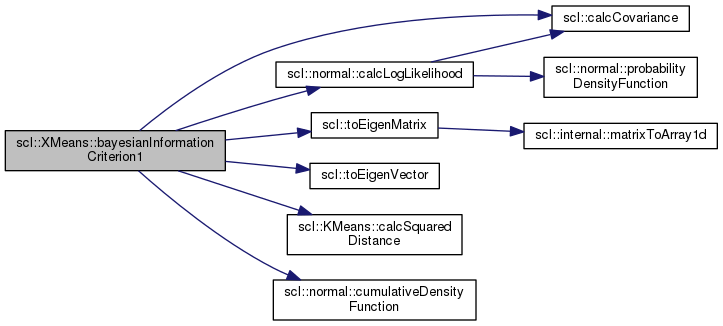 scl::XMeans::bayesianInformation
Criterion1
scl::calcCovariance
scl::normal::calcLogLikelihood
scl::normal::probability
DensityFunction
scl::toEigenMatrix
scl::internal::matrixToArray1d
scl::toEigenVector
scl::KMeans::calcSquared
Distance
scl::normal::cumulativeDensity
Function